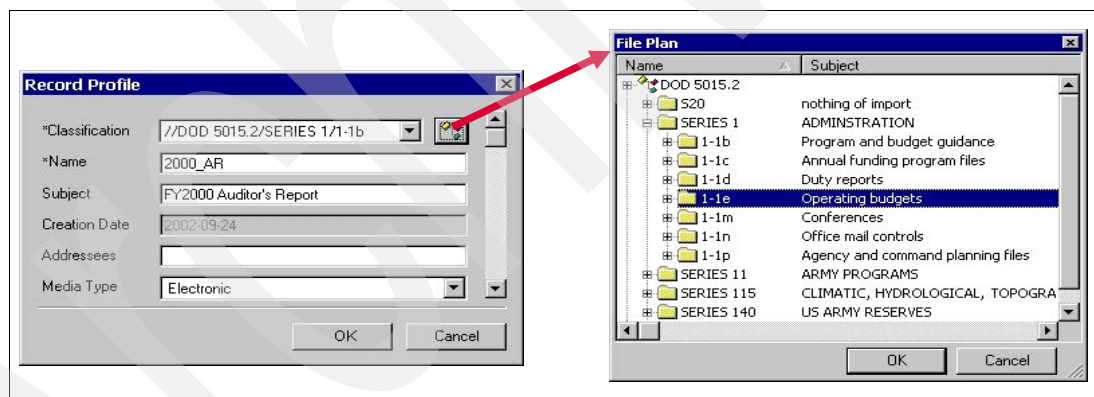 Record Profile
*Classification //DOD 5015.2/SERIES 1/1-1b
*Name 2000_AR
Subject FY2000 Auditor's Report
Creation Date 2002-09-24
Addressees
Media Type Electronic
OK Cancel
File Plan
Name Subject
DOD 5015.2
S20 nothing of import
SERIES 1 ADMINSTRATION
1-1b Program and budget guidance
1-1c Annual funding program files
1-1d Duty reports
1-1e Operating budgets
1-1m Conferences
1-1n Office mail controls
1-1p Agency and command planning files
SERIES 11 ARMY PROGRAMS
SERIES 115 CLIMATIC, HYDROLOGICAL, TOPOGRA
SERIES 140 US ARMY RESERVES
OK Cancel